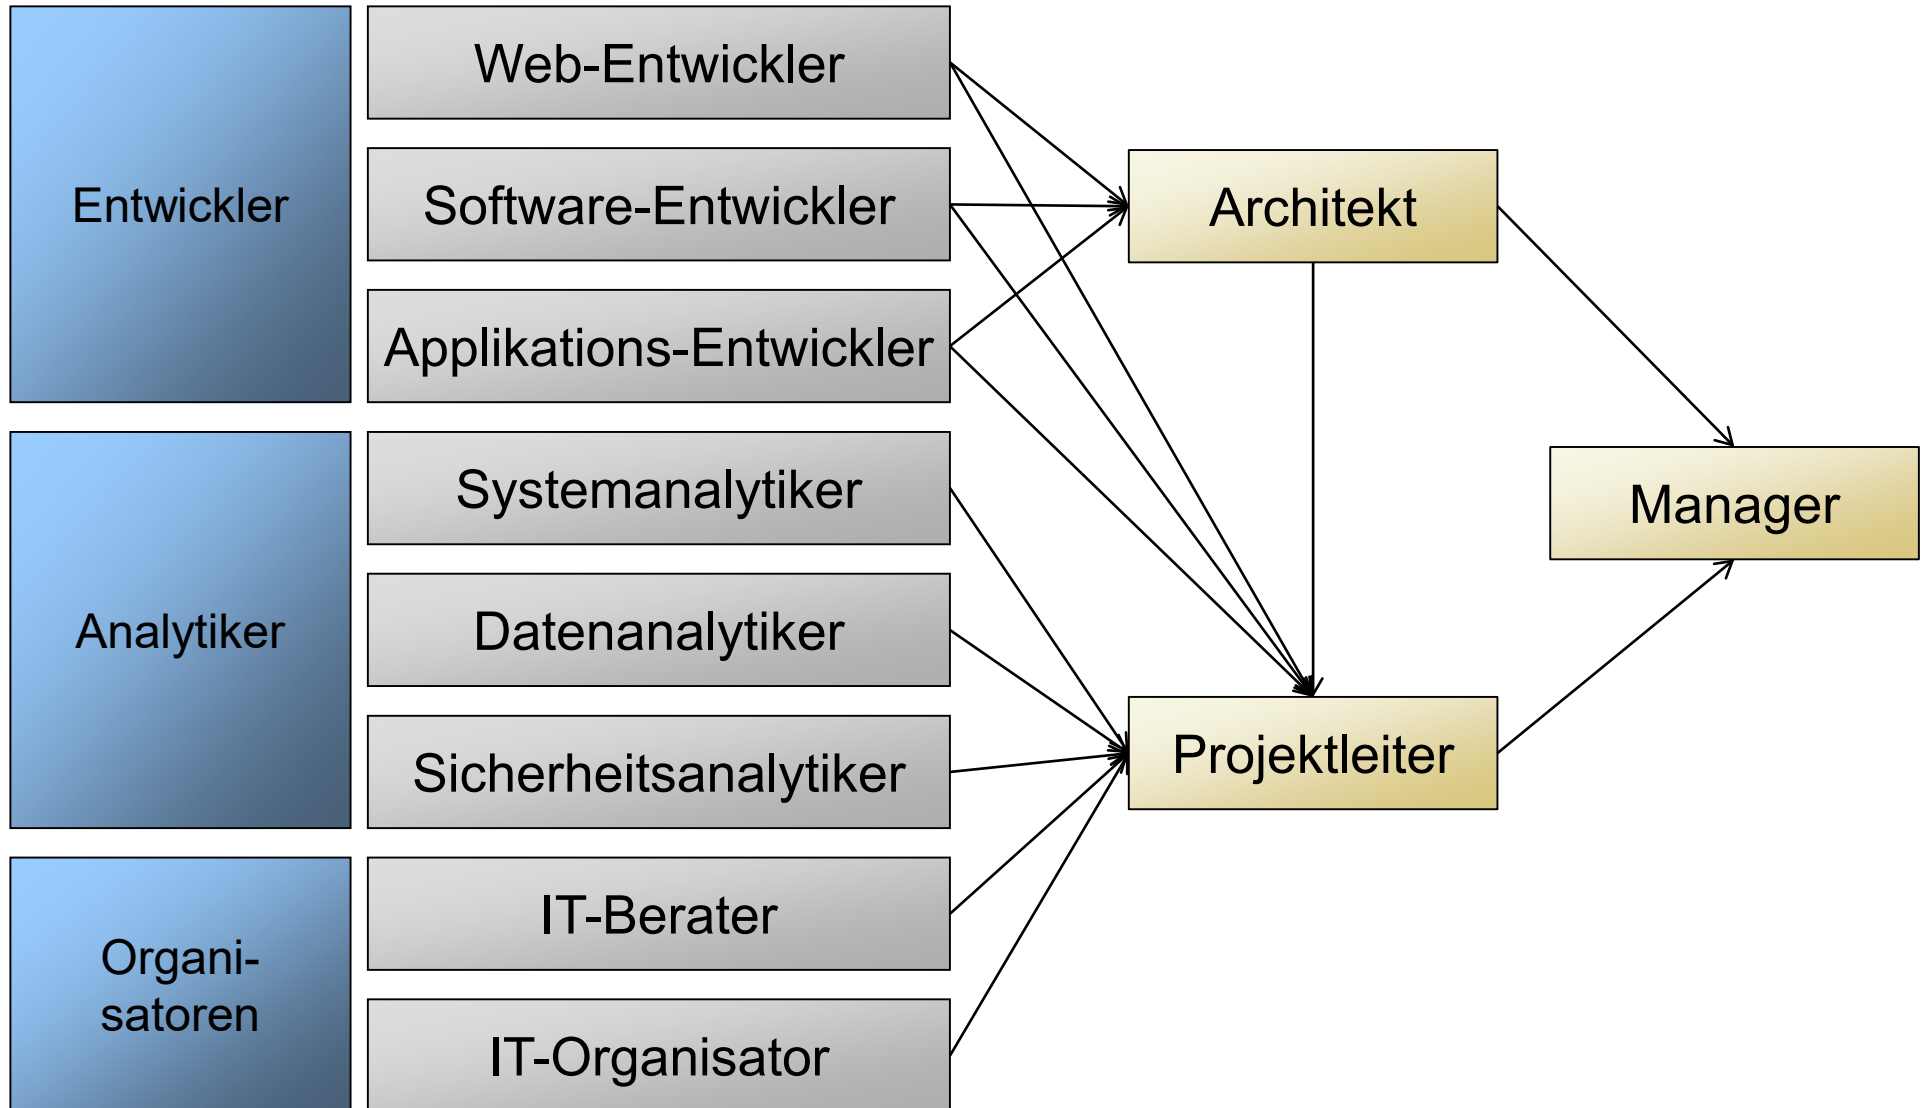 Entwickler
Web-Entwickler
Software-Entwickler
Applikations-Entwickler
Analytiker
Systemanalytiker
Datenanalytiker
Sicherheitsanalytiker
Organi-
satoren
IT-Berater
IT-Organisator
Architekt
Projektleiter
Manager